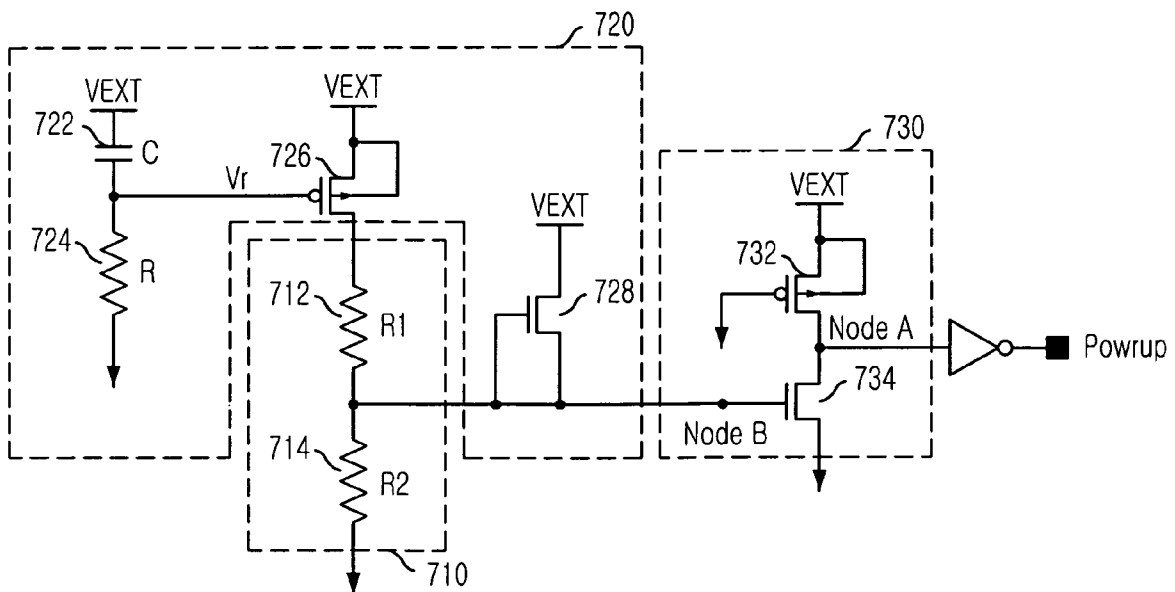 720
VEXT
VEXT
722
C
726
730
Vr
VEXT
VEXT
724
R
732
712
R1
728
Node A
Powrup
734
Node B
714
R2
710